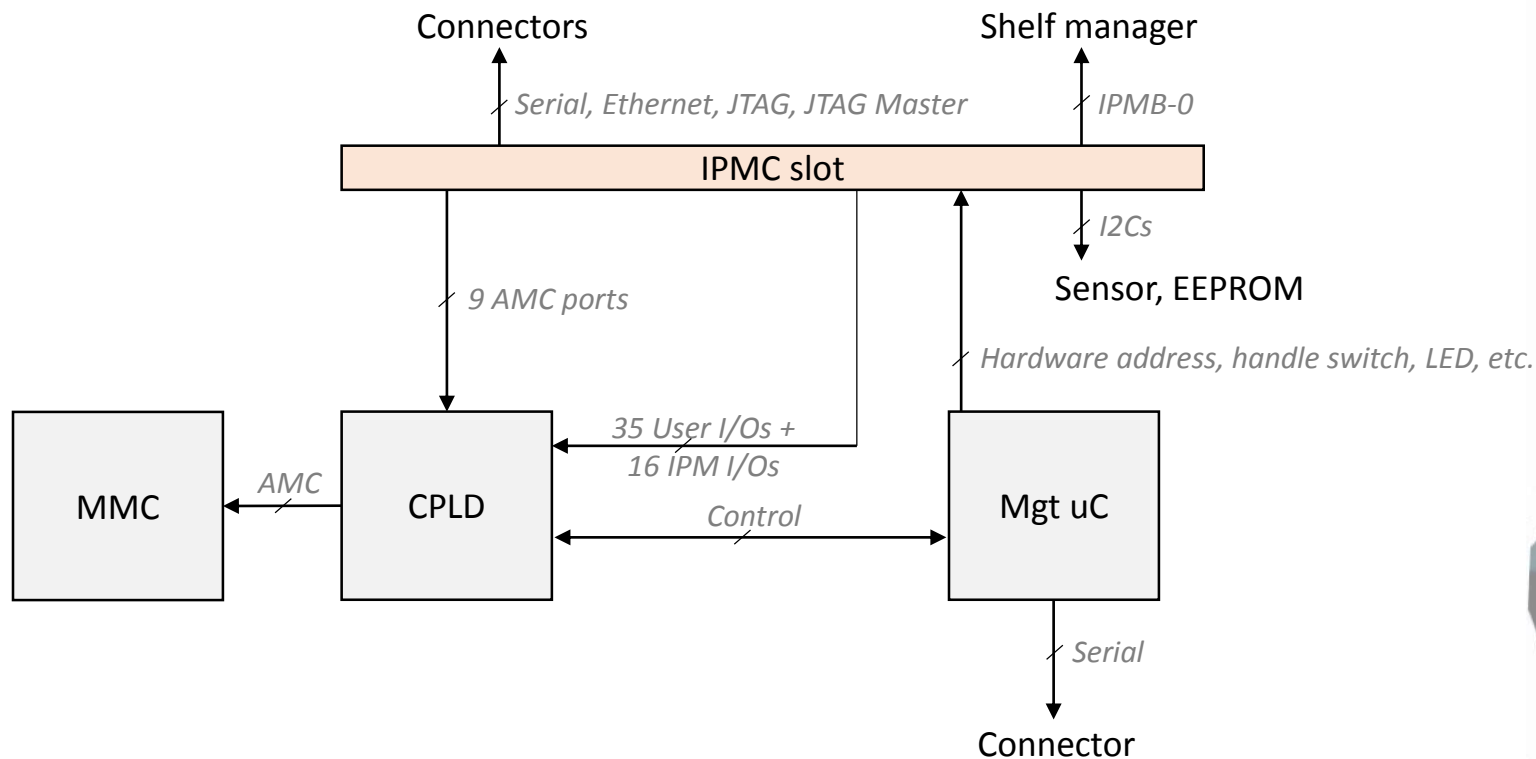 Connectors
Shelf manager
Serial, Ethernet, JTAG, JTAG Master
IPMB-0
IPMC slot
I2Cs
Sensor, EEPROM
9 AMC ports
Hardware address, handle switch, LED, etc.
35 User I/Os +
16 IPM I/Os
AMC
MMC
CPLD
Mgt uC
Control
Serial
Connector